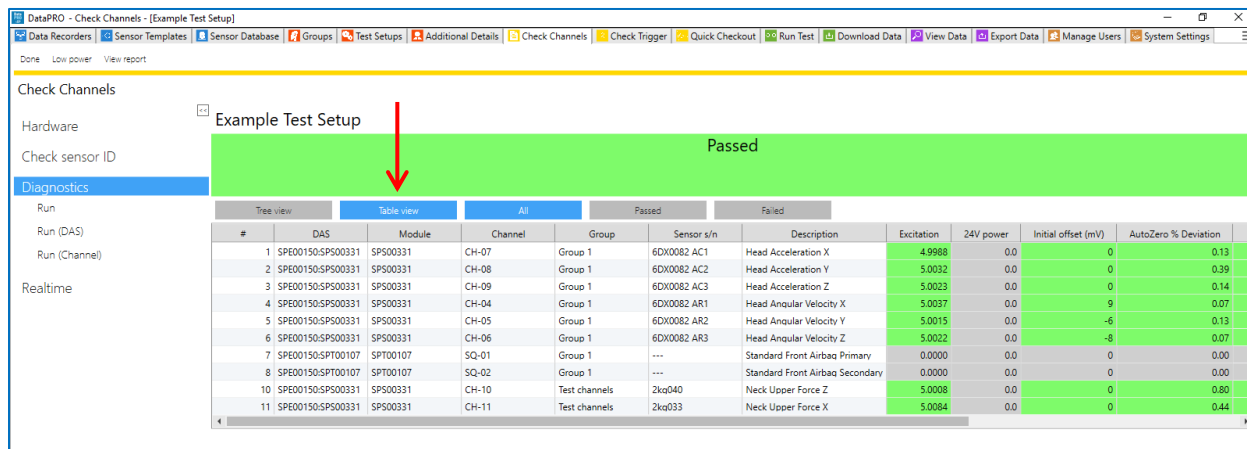 DataPRO - Check Channels - [Example Test Setup]
Data Recorders Sensor Templates Sensor Database Groups Test Setups Additional Details Check Channels Check Trigger Quick Checkout Run Test Download Data View Data Export Data Manage Users System Settings
Done Low power View report
Check Channels
<<
Example Test Setup
Hardware
Passed
Check sensor ID
Diagnostics
Run
Run (DAS)
Run (Channel)
Realtime
Tree view Table view All Passed Failed
# DAS Module Channel Group Sensor s/n Description Excitation 24V power Initial offset (mV) AutoZero % Deviation
1 SPE00150:SPS00331 SPS00331 CH-07 Group 1 6DX0082 AC1 Head Acceleration X 4.9988 0.0 0 0.13
2 SPE00150:SPS00331 SPS00331 CH-08 Group 1 6DX0082 AC2 Head Acceleration Y 5.0032 0.0 0 0.39
3 SPE00150:SPS00331 SPS00331 CH-09 Group 1 6DX0082 AC3 Head Acceleration Z 5.0023 0.0 0 0.14
4 SPE00150:SPS00331 SPS00331 CH-04 Group 1 6DX0082 AR1 Head Angular Velocity X 5.0037 0.0 9 0.07
5 SPE00150:SPS00331 SPS00331 CH-05 Group 1 6DX0082 AR2 Head Angular Velocity Y 5.0015 0.0 -6 0.13
6 SPE00150:SPS00331 SPS00331 CH-06 Group 1 6DX0082 AR3 Head Angular Velocity Z 5.0022 0.0 -8 0.07
7 SPE00150:SPT00107 SPT00107 SQ-01 Group 1 --- Standard Front Airbag Primary 0.0000 0.0 0 0.00
8 SPE00150:SPT00107 SPT00107 SQ-02 Group 1 --- Standard Front Airbag Secondary 0.0000 0.0 0 0.00
10 SPE00150:SPS00331 SPS00331 CH-10 Test channels 2kg040 Neck Upper Force Z 5.0008 0.0 0 0.80
11 SPE00150:SPS00331 SPS00331 CH-11 Test channels 2kg033 Neck Upper Force X 5.0084 0.0 0 0.44